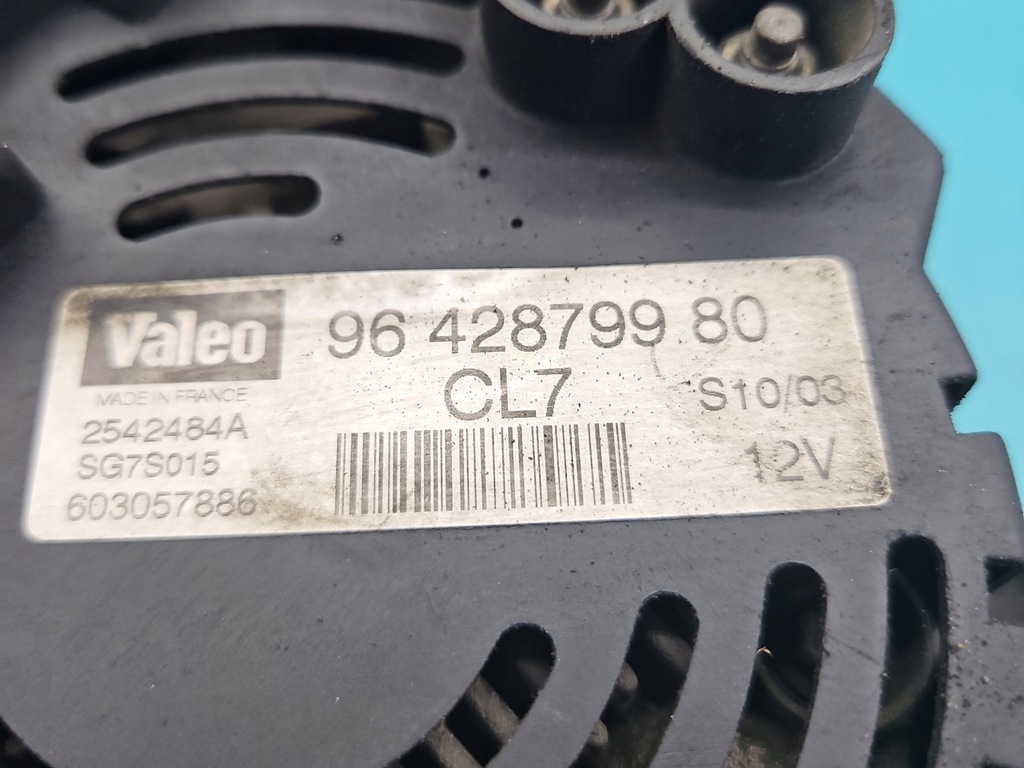 Valeo
96 428799 80
MADE IN FRANCE
CL7
S10/03
2542484A
SG7S015
12V
603057886